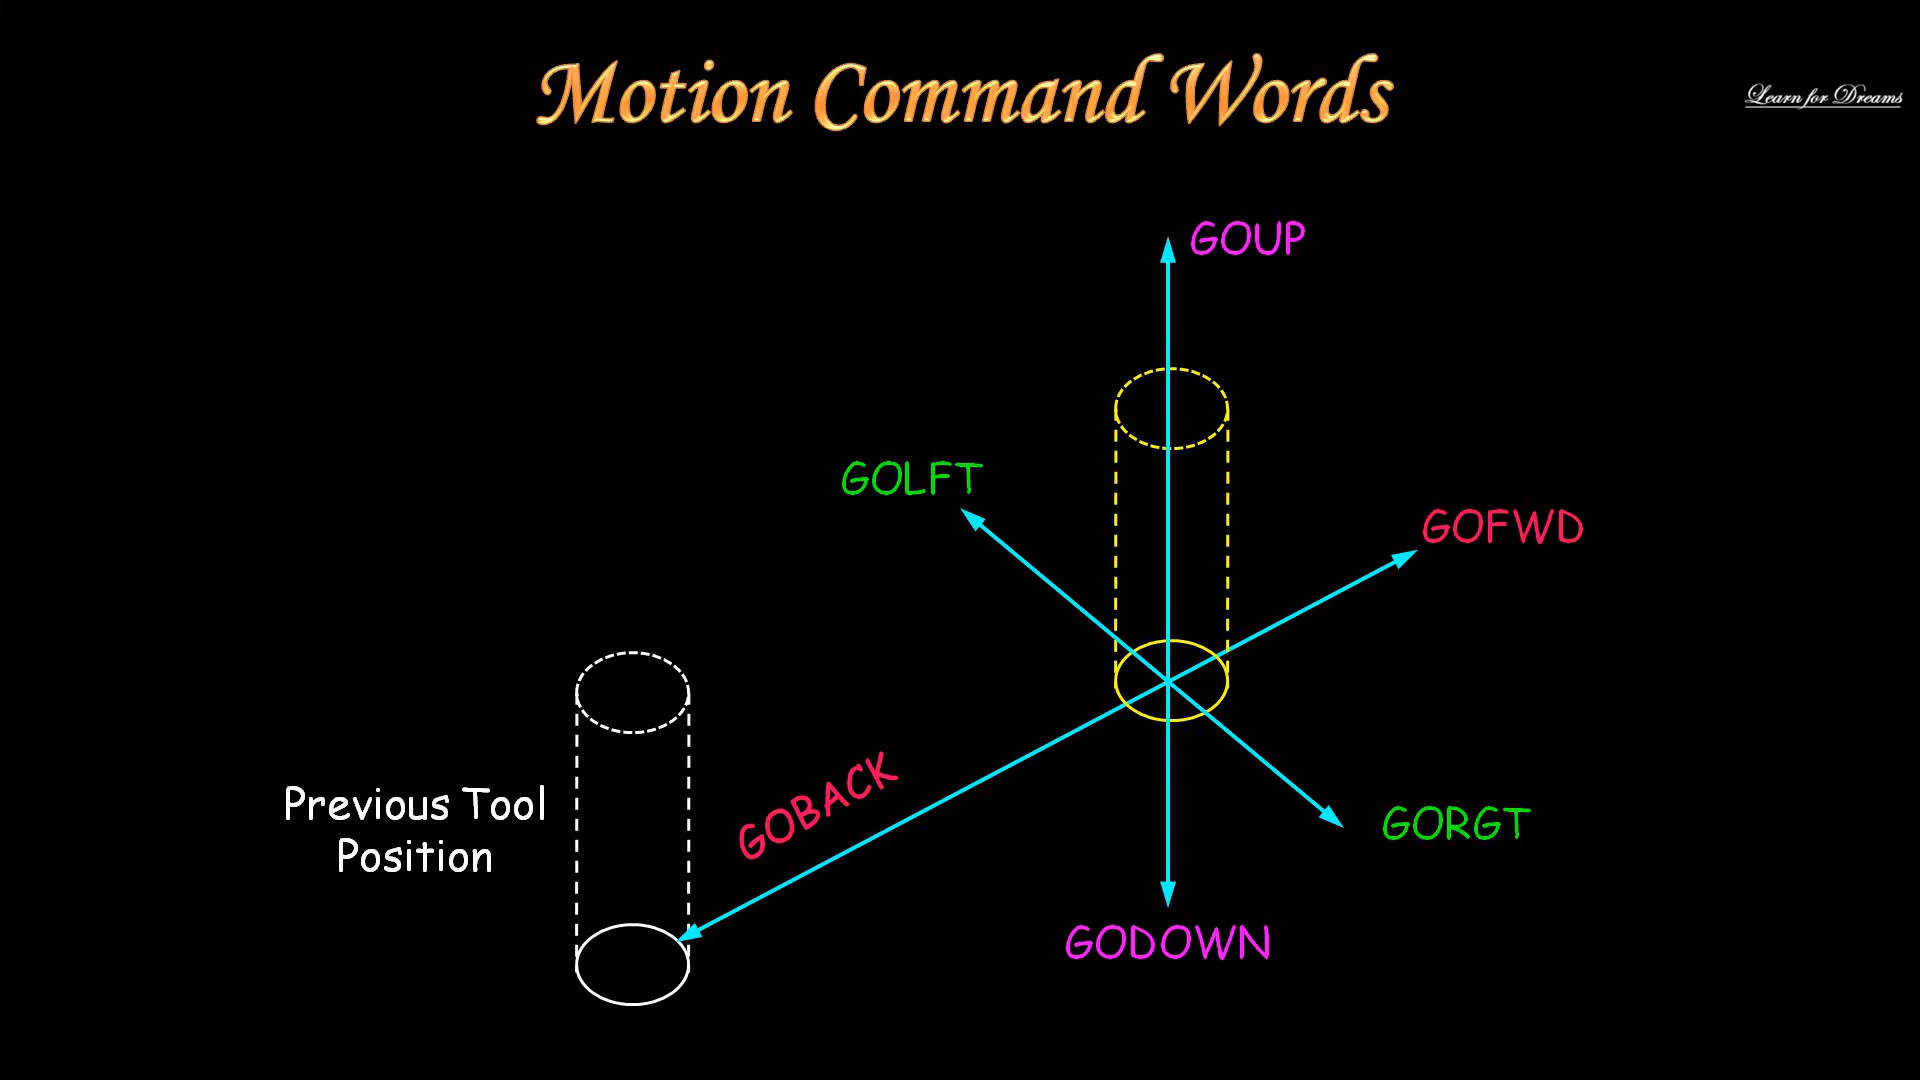 Motion Command Words
Learn for Dreams
GOUP
GOLFT
GOFWD
GOBACK
Previous Tool
Position
GORGT
GODOWN